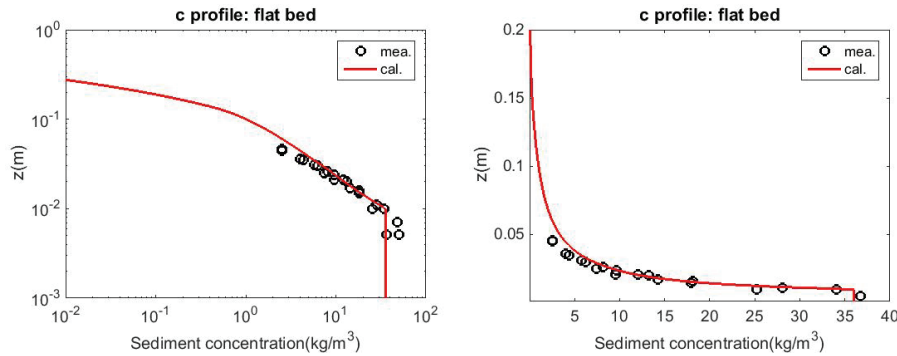 c profile: flat bed
10^0
10^-1
10^-2
10^-3
z(m)
mea.
cal.
10^-2
10^-1
10^0
10^1
10^2
Sediment concentration(kg/m^3)
c profile: flat bed
0.2
0.15
0.1
0.05
z(m)
mea.
cal.
5
10
15
20
25
30
35
40
Sediment concentration(kg/m^3)